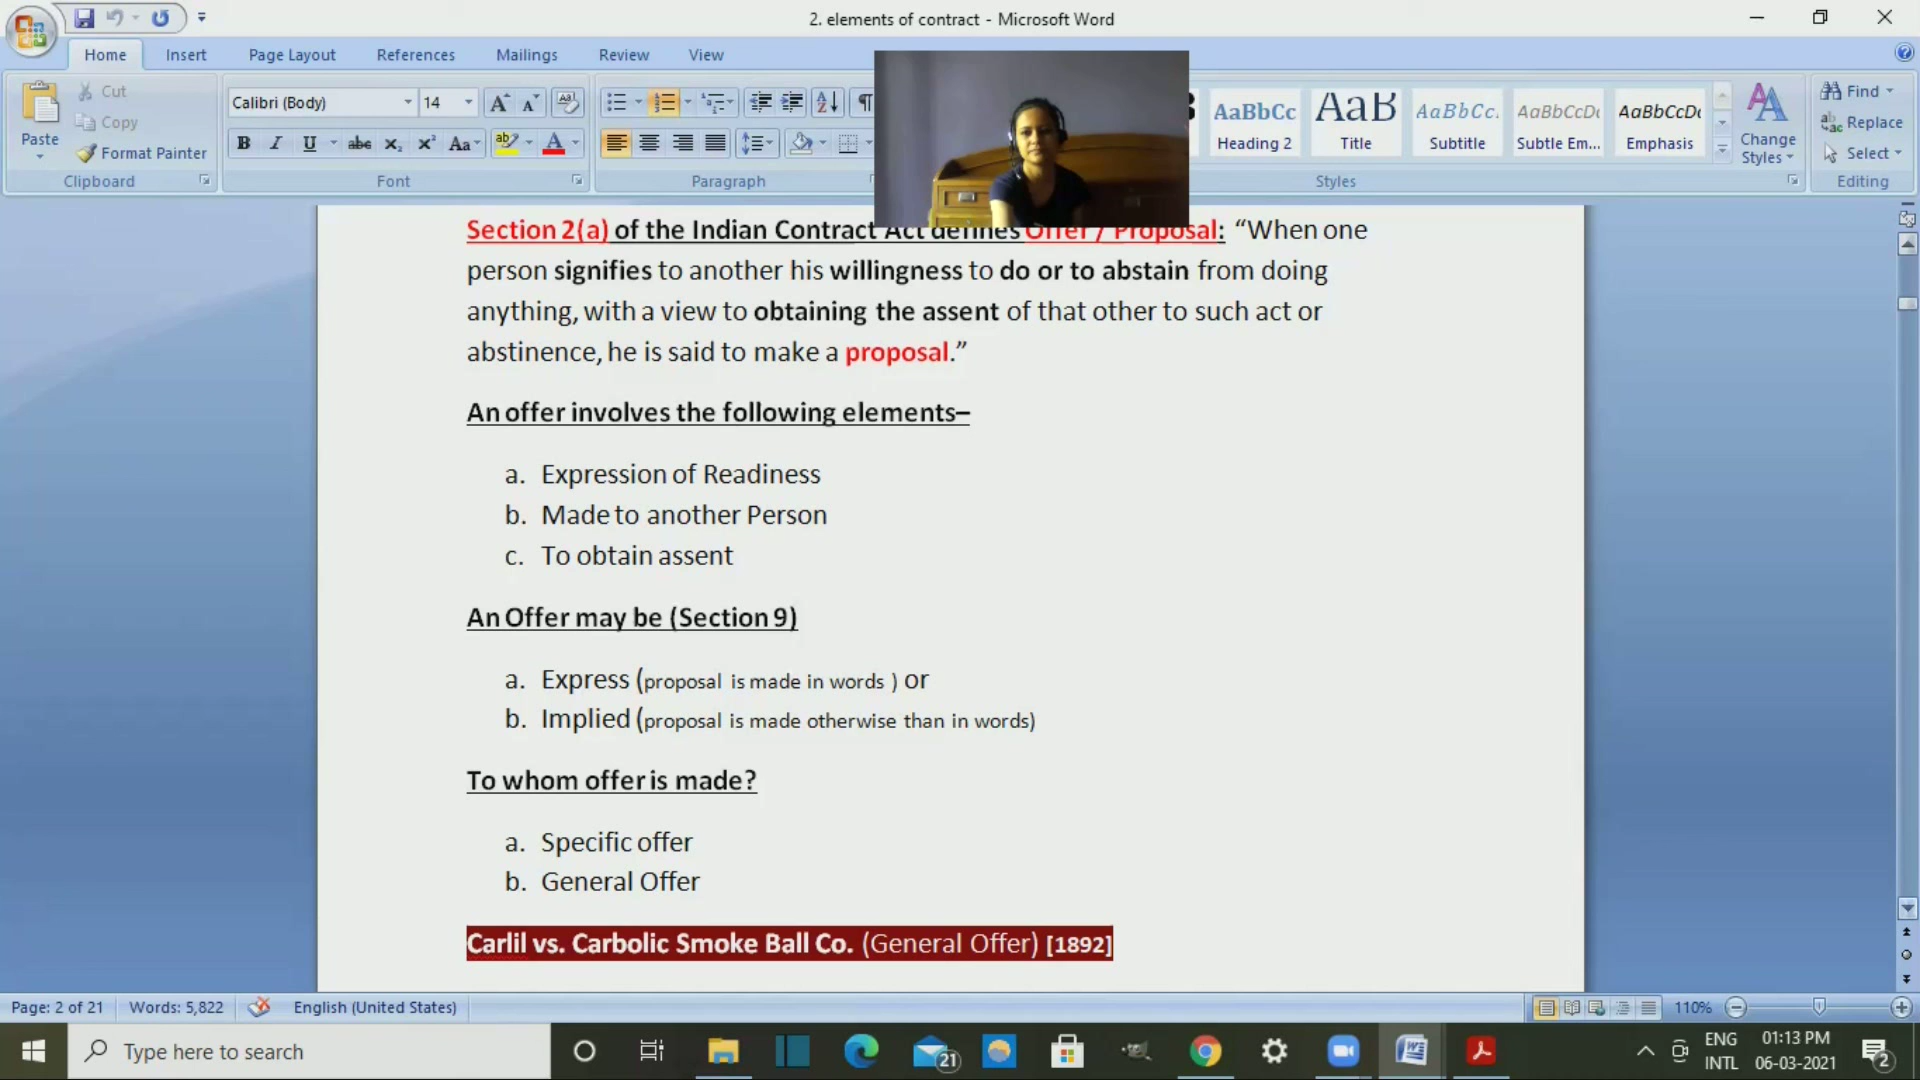 2. elements of contract - Microsoft Word
Home Insert Page Layout References Mailings Review View
Paste
Cut
Copy
Format Painter
Clipboard
Calibri (Body) 14
Font
Paragraph
AaBbCc AaB AaBbCc. AaBbCcDc AaBbCcDc
Heading 2 Title Subtitle Subtle Em... Emphasis
Change Styles
Styles
Find
Replace
Select
Editing
Section 2(a) of the Indian Contract Act defines Offer / Proposal: “When one
person signifies to another his willingness to do or to abstain from doing
anything, with a view to obtaining the assent of that other to such act or
abstinence, he is said to make a proposal.”
An offer involves the following elements–
a. Expression of Readiness
b. Made to another Person
c. To obtain assent
An Offer may be (Section 9)
a. Express (proposal is made in words ) or
b. Implied (proposal is made otherwise than in words)
To whom offer is made?
a. Specific offer
b. General Offer
Carlil vs. Carbolic Smoke Ball Co. (General Offer) [1892]
Page: 2 of 21 Words: 5,822 English (United States) 110%
Type here to search 21 ENG 01:13 PM
INTL 06-03-2021 2